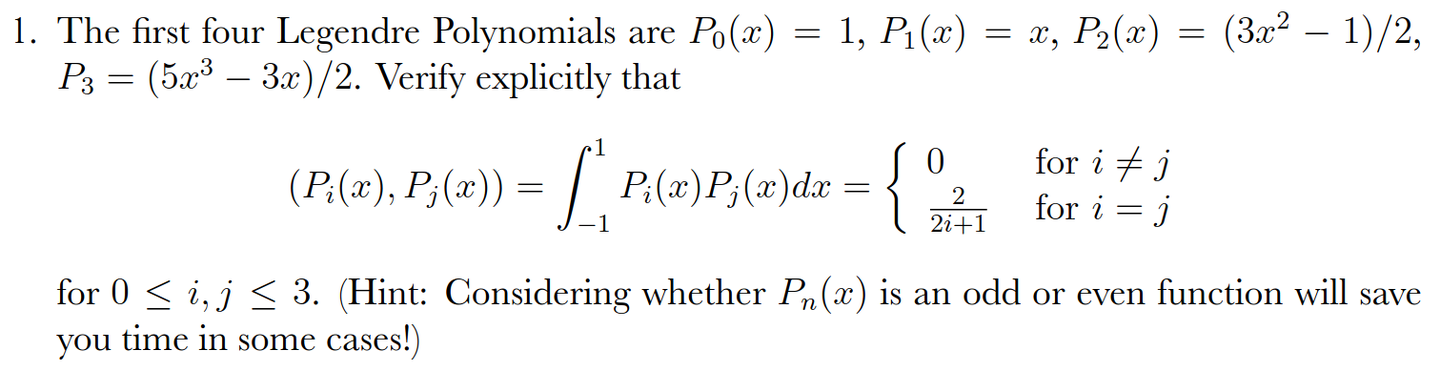 1. The first four Legendre Polynomials are P₀(x) = 1, P₁(x) = x, P₂(x) = (3x² − 1)/2,
P₃ = (5x³ − 3x)/2. Verify explicitly that
(Pᵢ(x), Pⱼ(x)) = ∫₋₁¹ Pᵢ(x)Pⱼ(x)dx = { 0 for i ≠ j
2/(2i+1) for i = j
for 0 ≤ i, j ≤ 3. (Hint: Considering whether Pₙ(x) is an odd or even function will save
you time in some cases!)